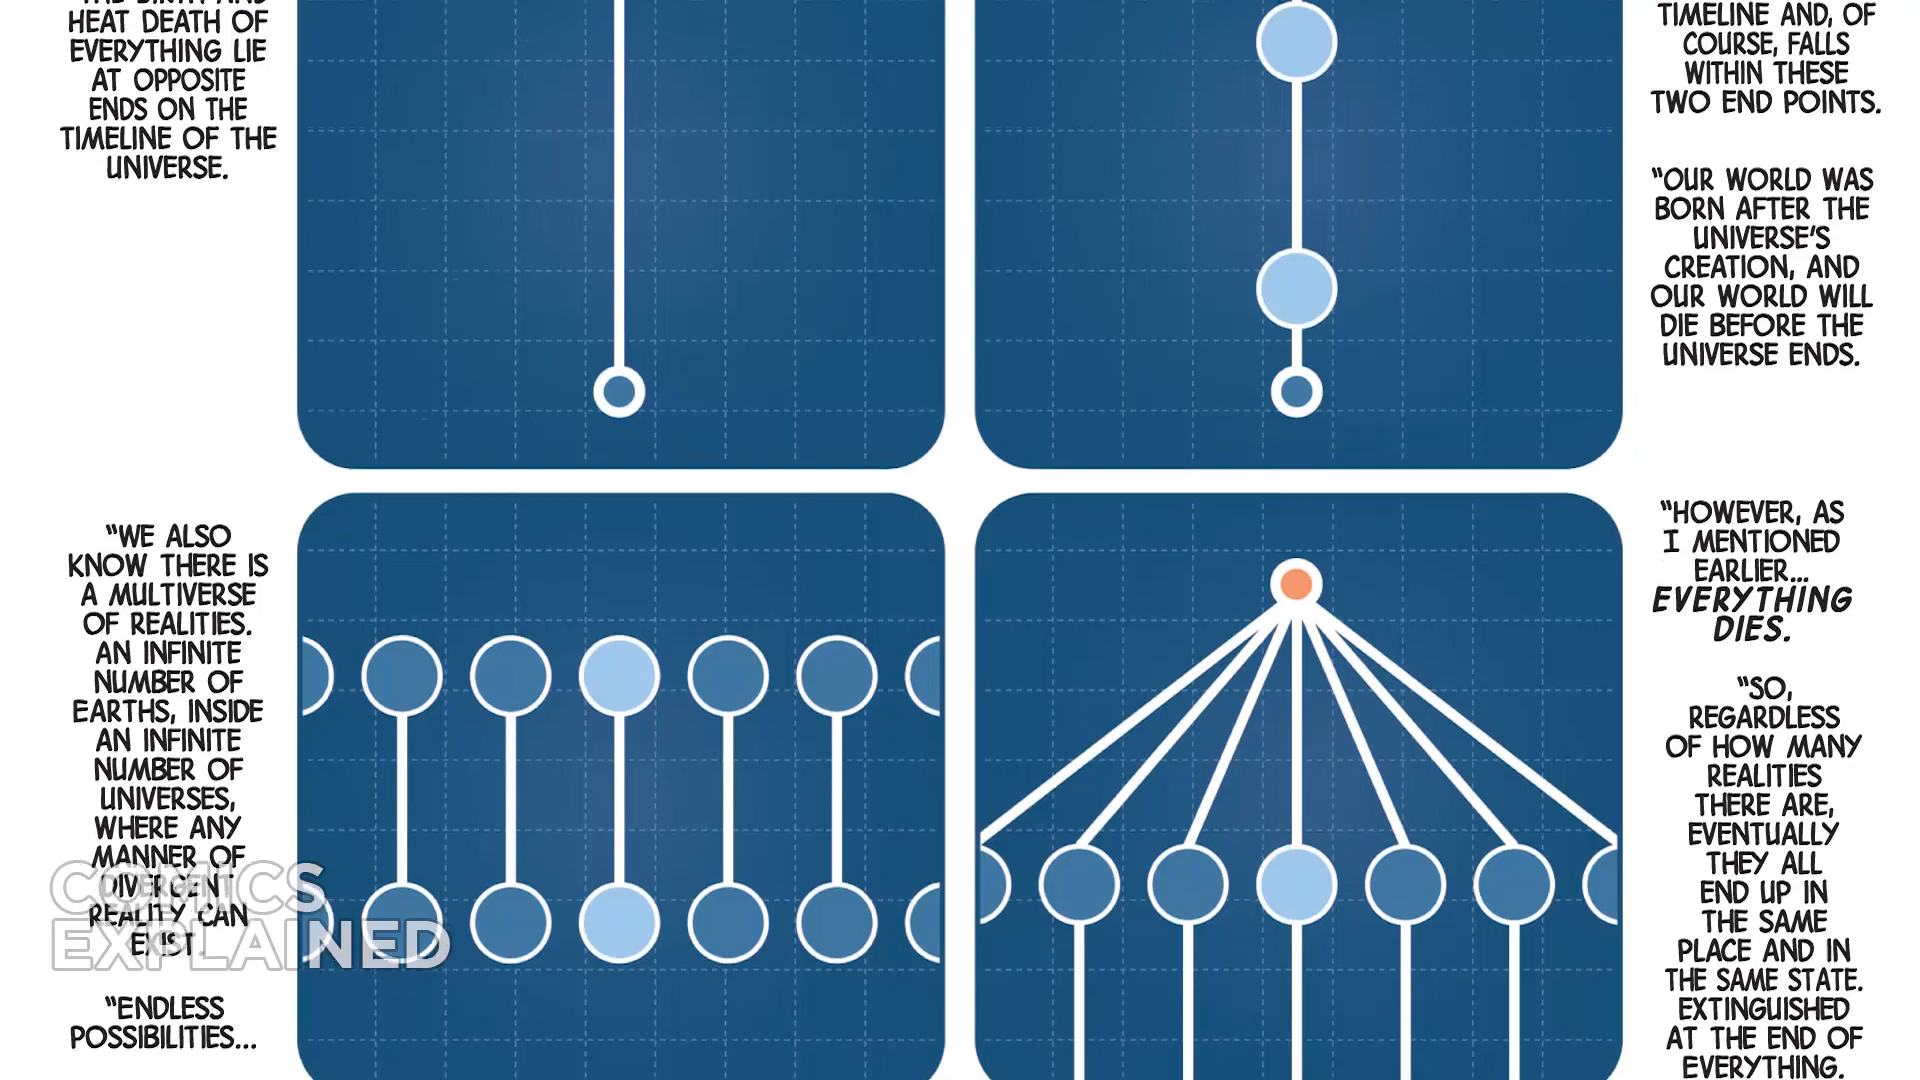 THE BIRTH AND
HEAT DEATH OF
EVERYTHING LIE
AT OPPOSITE
ENDS ON THE
TIMELINE OF THE
UNIVERSE.
TIMELINE AND, OF
COURSE, FALLS
WITHIN THESE
TWO END POINTS.
"OUR WORLD WAS
BORN AFTER THE
UNIVERSE'S
CREATION, AND
OUR WORLD WILL
DIE BEFORE THE
UNIVERSE ENDS.
"WE ALSO
KNOW THERE IS
A MULTIVERSE
OF REALITIES.
AN INFINITE
NUMBER OF
EARTHS, INSIDE
AN INFINITE
NUMBER OF
UNIVERSES,
WHERE ANY
MANNER OF
DIVERGENT
REALITY CAN
EXIST.
"ENDLESS
POSSIBILITIES...
"HOWEVER, AS
I MENTIONED
EARLIER...
EVERYTHING
DIES.
"SO,
REGARDLESS
OF HOW MANY
REALITIES
THERE ARE,
EVENTUALLY
THEY ALL
END UP IN
THE SAME
PLACE AND IN
THE SAME STATE.
EXTINGUISHED
AT THE END OF
EVERYTHING.
COMICS
EXPLAINED